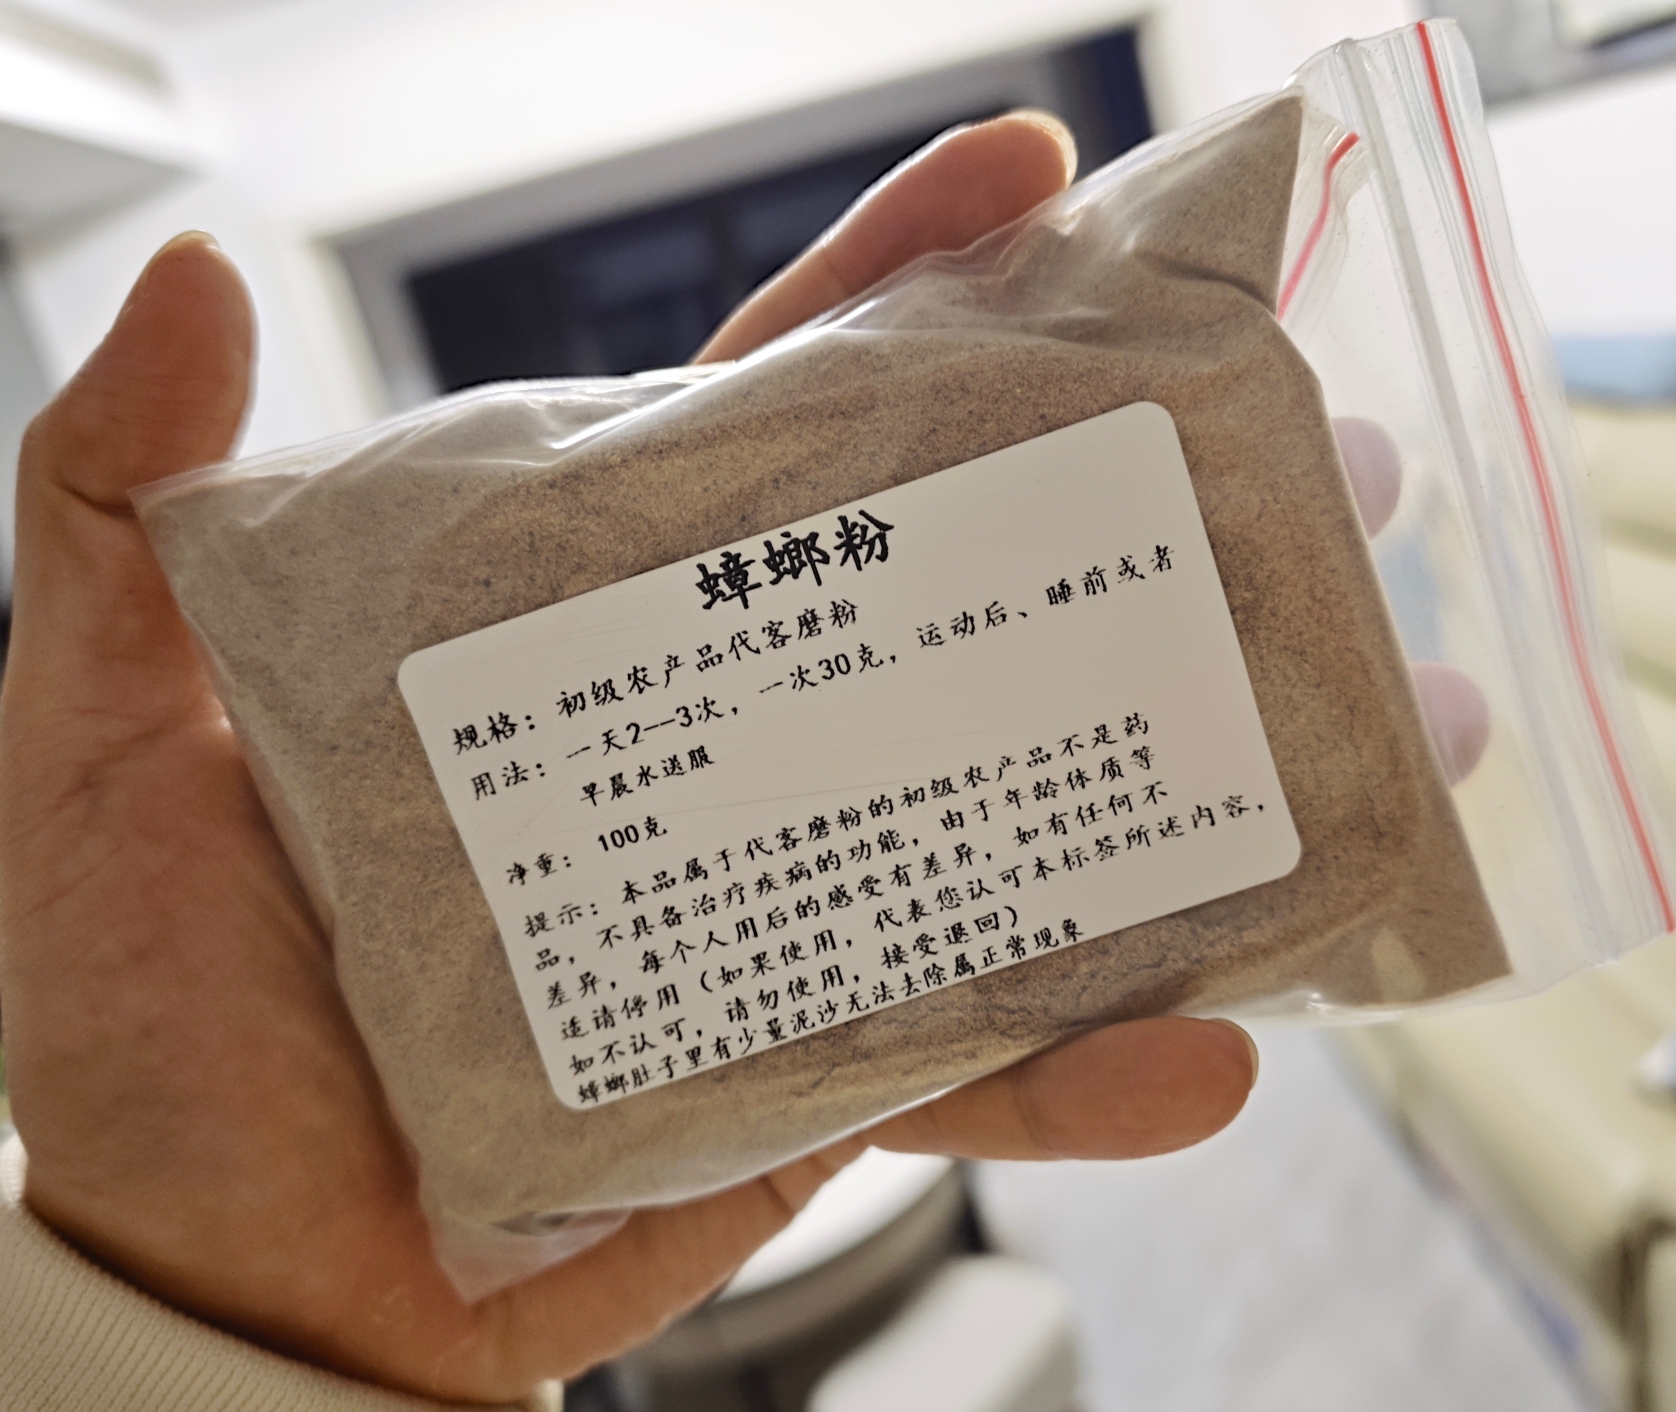 蟑螂粉
规格：初级农产品代客磨粉
用法：一天2--3次，一次30克，运动后、睡前或者
早晨水送服
净重：100克
提示：本品属于代客磨粉的初级农产品不是药
品，不具备治疗疾病的功能，由于年龄体质等
差异，每个人用后的感受有差异，如有任何不
适请停用（如果使用，代表您认可本标签所述内容，
如不认可，请勿使用，接受退回）
蟑螂肚子里有少量泥沙无法去除属正常现象